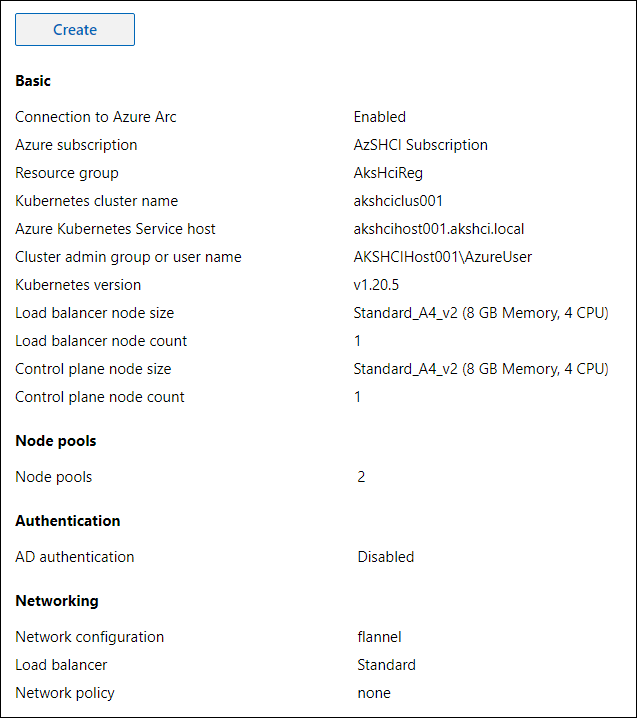 Create
Basic
Connection to Azure Arc Enabled
Azure subscription AzSHCI Subscription
Resource group AksHciReg
Kubernetes cluster name akshciclus001
Azure Kubernetes Service host akshcihost001.akshci.local
Cluster admin group or user name AKSHCIHost001\AzureUser
Kubernetes version v1.20.5
Load balancer node size Standard_A4_v2 (8 GB Memory, 4 CPU)
Load balancer node count 1
Control plane node size Standard_A4_v2 (8 GB Memory, 4 CPU)
Control plane node count 1
Node pools
Node pools 2
Authentication
AD authentication Disabled
Networking
Network configuration flannel
Load balancer Standard
Network policy none